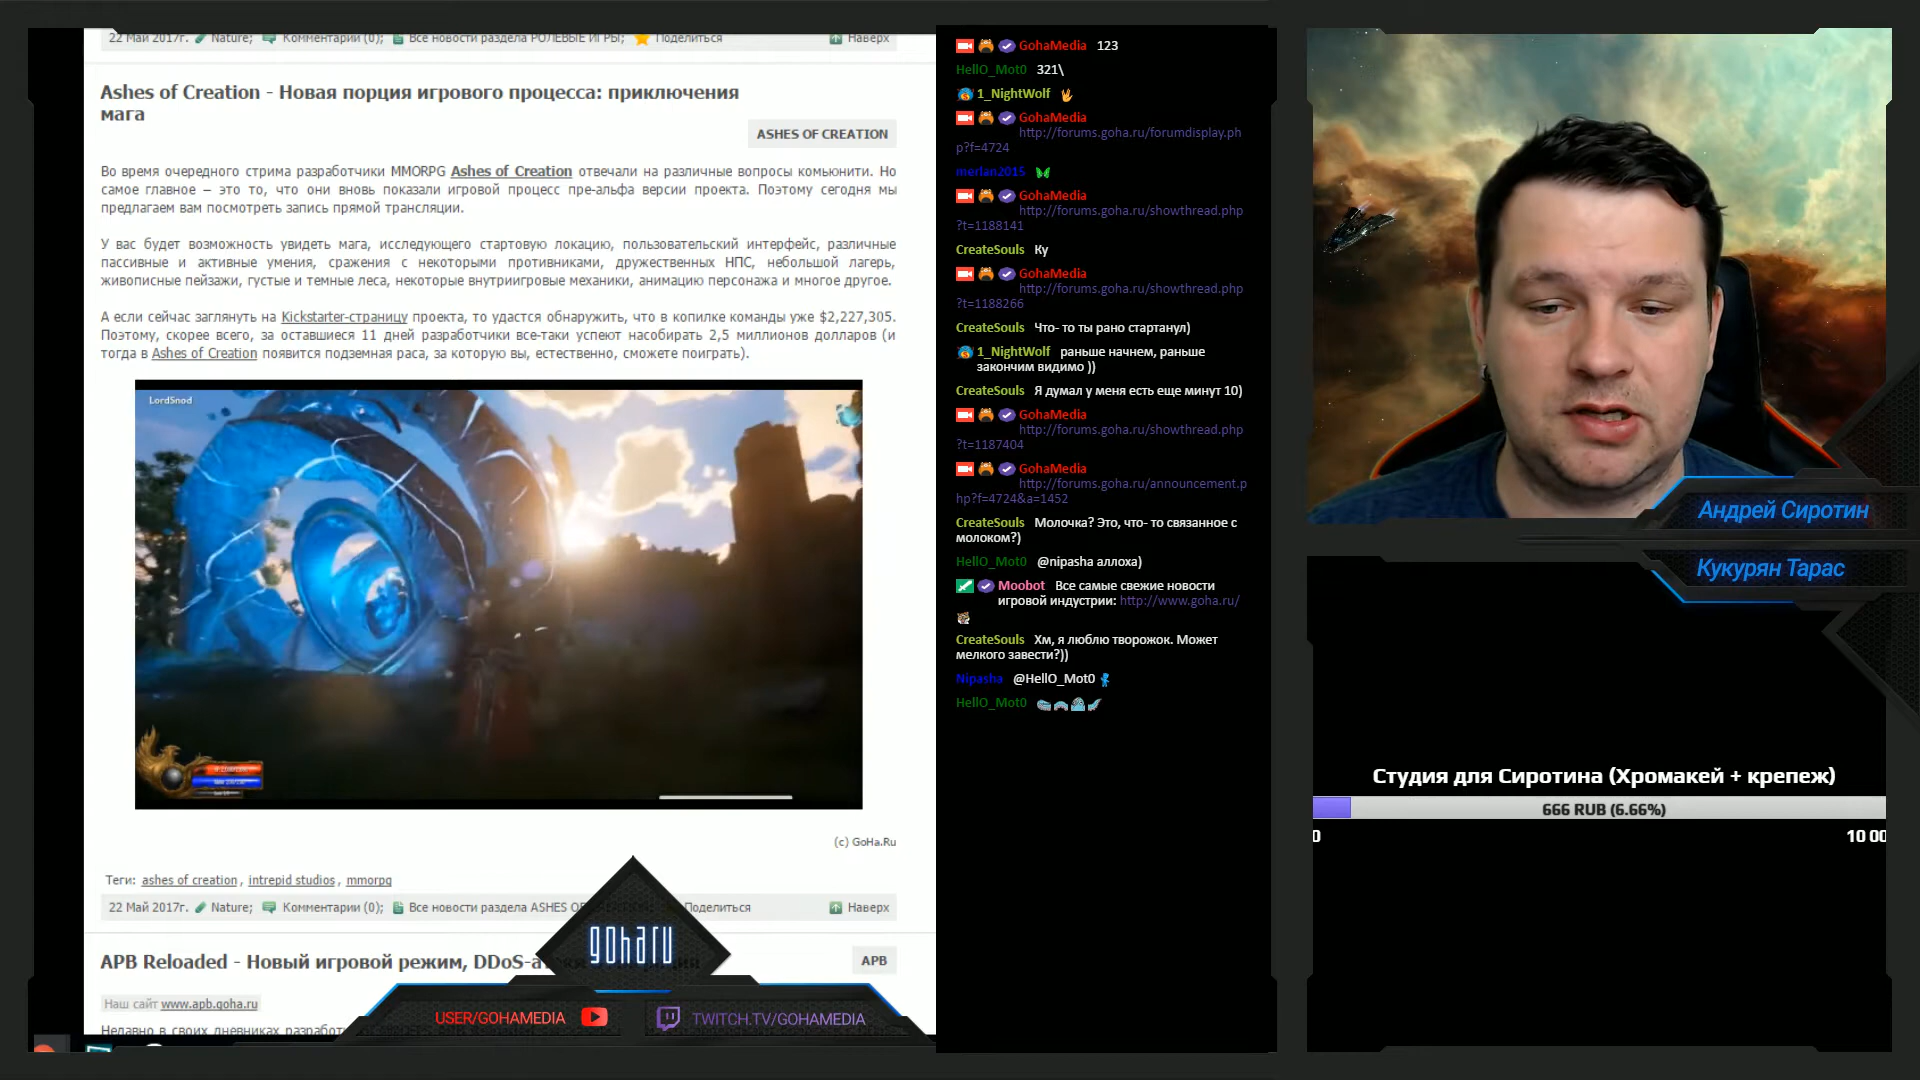 22 Май 2017г. Nature; Комментарии (0); Все новости раздела РОЛЕВЫЕ ИГРЫ; Поделиться Наверх
Ashes of Creation - Новая порция игрового процесса: приключения
мага
ASHES OF CREATION
Во время очередного стрима разработчики MMORPG Ashes of Creation отвечали на различные вопросы комьюнити. Но
самое главное – это то, что они вновь показали игровой процесс пре-альфа версии проекта. Поэтому сегодня мы
предлагаем вам посмотреть запись прямой трансляции.
У вас будет возможность увидеть мага, исследующего стартовую локацию, пользовательский интерфейс, различные
пассивные и активные умения, сражения с некоторыми противниками, дружественных НПС, небольшой лагерь,
живописные пейзажи, густые и темные леса, некоторые внутриигровые механики, анимацию персонажа и многое другое.
А если сейчас заглянуть на Kickstarter-страницу проекта, то удастся обнаружить, что в копилке команды уже $2,227,305.
Поэтому, скорее всего, за оставшиеся 11 дней разработчики все-таки успеют насобирать 2,5 миллионов долларов (и
тогда в Ashes of Creation появится подземная раса, за которую вы, естественно, сможете поиграть).
LordSnod
(c) GoHa.Ru
Теги: ashes of creation, intrepid studios, mmorpg
22 Май 2017г. Nature; Комментарии (0); Все новости раздела ASHES Поделиться Наверх
APB Reloaded - Новый игровой режим, DDoS-а
APB
Наш сайт www.apb.goha.ru
Недавно в своих дневниках разработ
goharu
USER/GOHAMEDIA
TWITCH.TV/GOHAMEDIA
GohaMedia 123
HellO_Mot0 321\
1_NightWolf
GohaMedia
http://forums.goha.ru/forumdisplay.ph
p?f=4724
merlan2015
GohaMedia
http://forums.goha.ru/showthread.php
?t=1188141
CreateSouls Ку
GohaMedia
http://forums.goha.ru/showthread.php
?t=1188266
CreateSouls Что- то ты рано стартанул)
1_NightWolf раньше начнем, раньше
закончим видимо ))
CreateSouls Я думал у меня есть еще минут 10)
GohaMedia
http://forums.goha.ru/showthread.php
?t=1187404
GohaMedia
http://forums.goha.ru/announcement.p
hp?f=4724&a=1452
CreateSouls Молочка? Это, что- то связанное с
молоком?)
HellO_Mot0 @nipasha аллоха)
Moobot Все самые свежие новости
игровой индустрии: http://www.goha.ru/
CreateSouls Хм, я люблю творожок. Может
мелкого завести?))
Nipasha @HellO_Mot0
HellO_Mot0
Андрей Сиротин
Кукурян Тарас
Студия для Сиротина (Хромакей + крепеж)
666 RUB (6.66%)
0
10 00